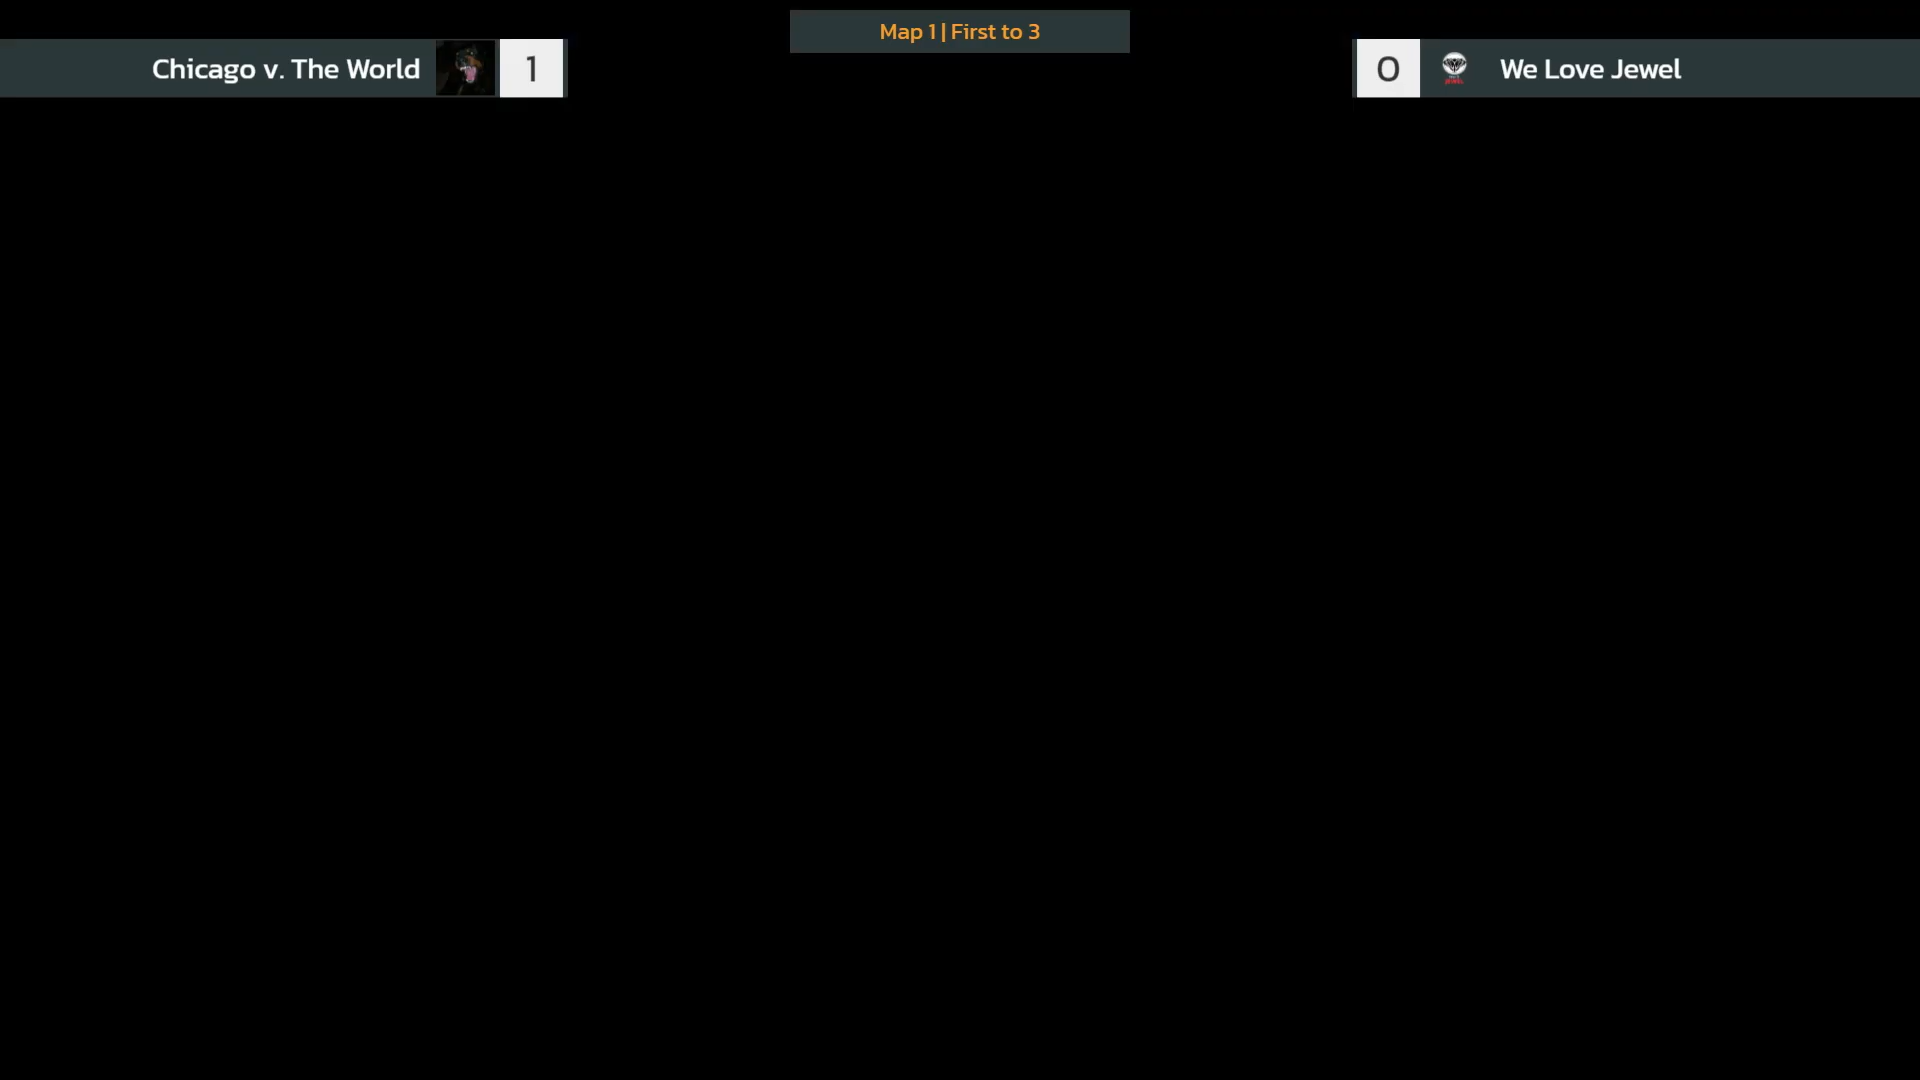 Map 1 | First to 3
Chicago v. The World
1
0
We Love Jewel